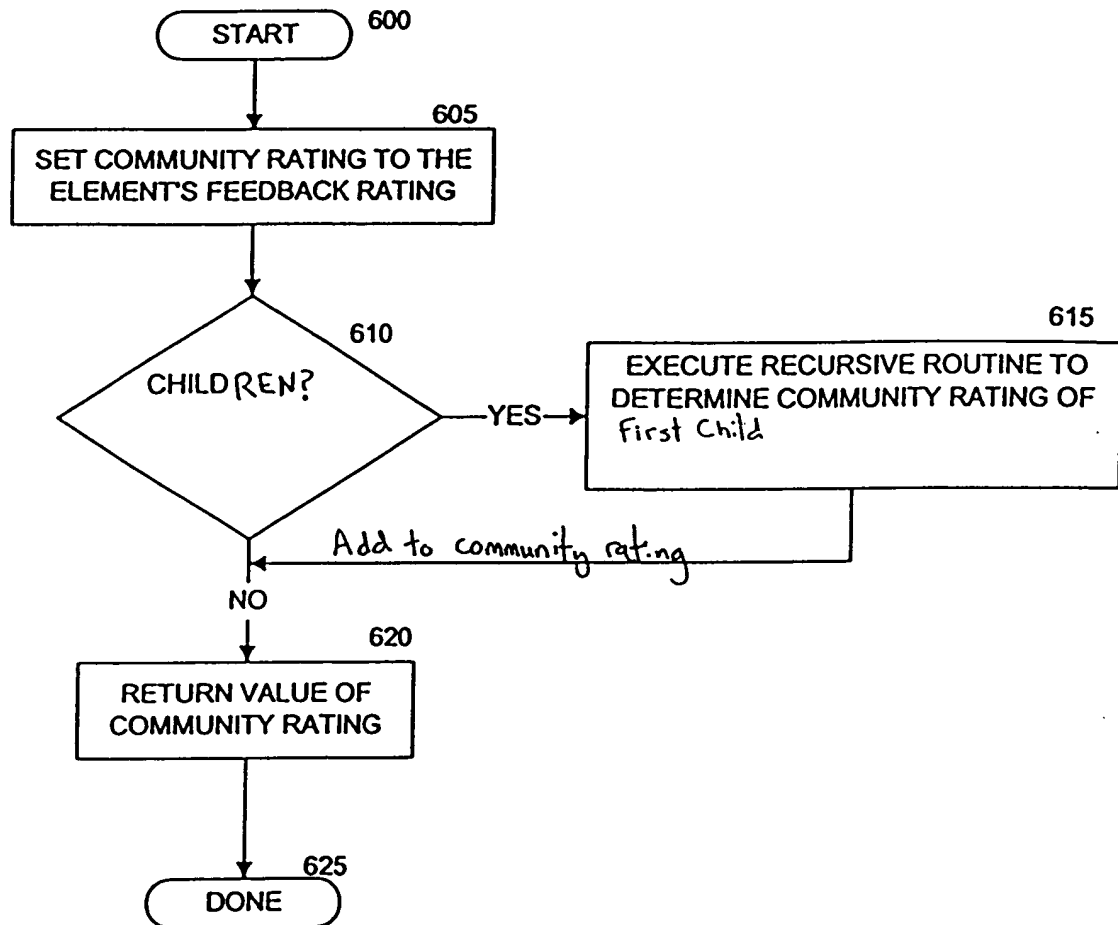 START
600
605
SET COMMUNITY RATING TO THE
ELEMENT'S FEEDBACK RATING
610
CHILDREN?
YES
615
EXECUTE RECURSIVE ROUTINE TO
DETERMINE COMMUNITY RATING OF
First Child
Add to community rating
NO
620
RETURN VALUE OF
COMMUNITY RATING
625
DONE